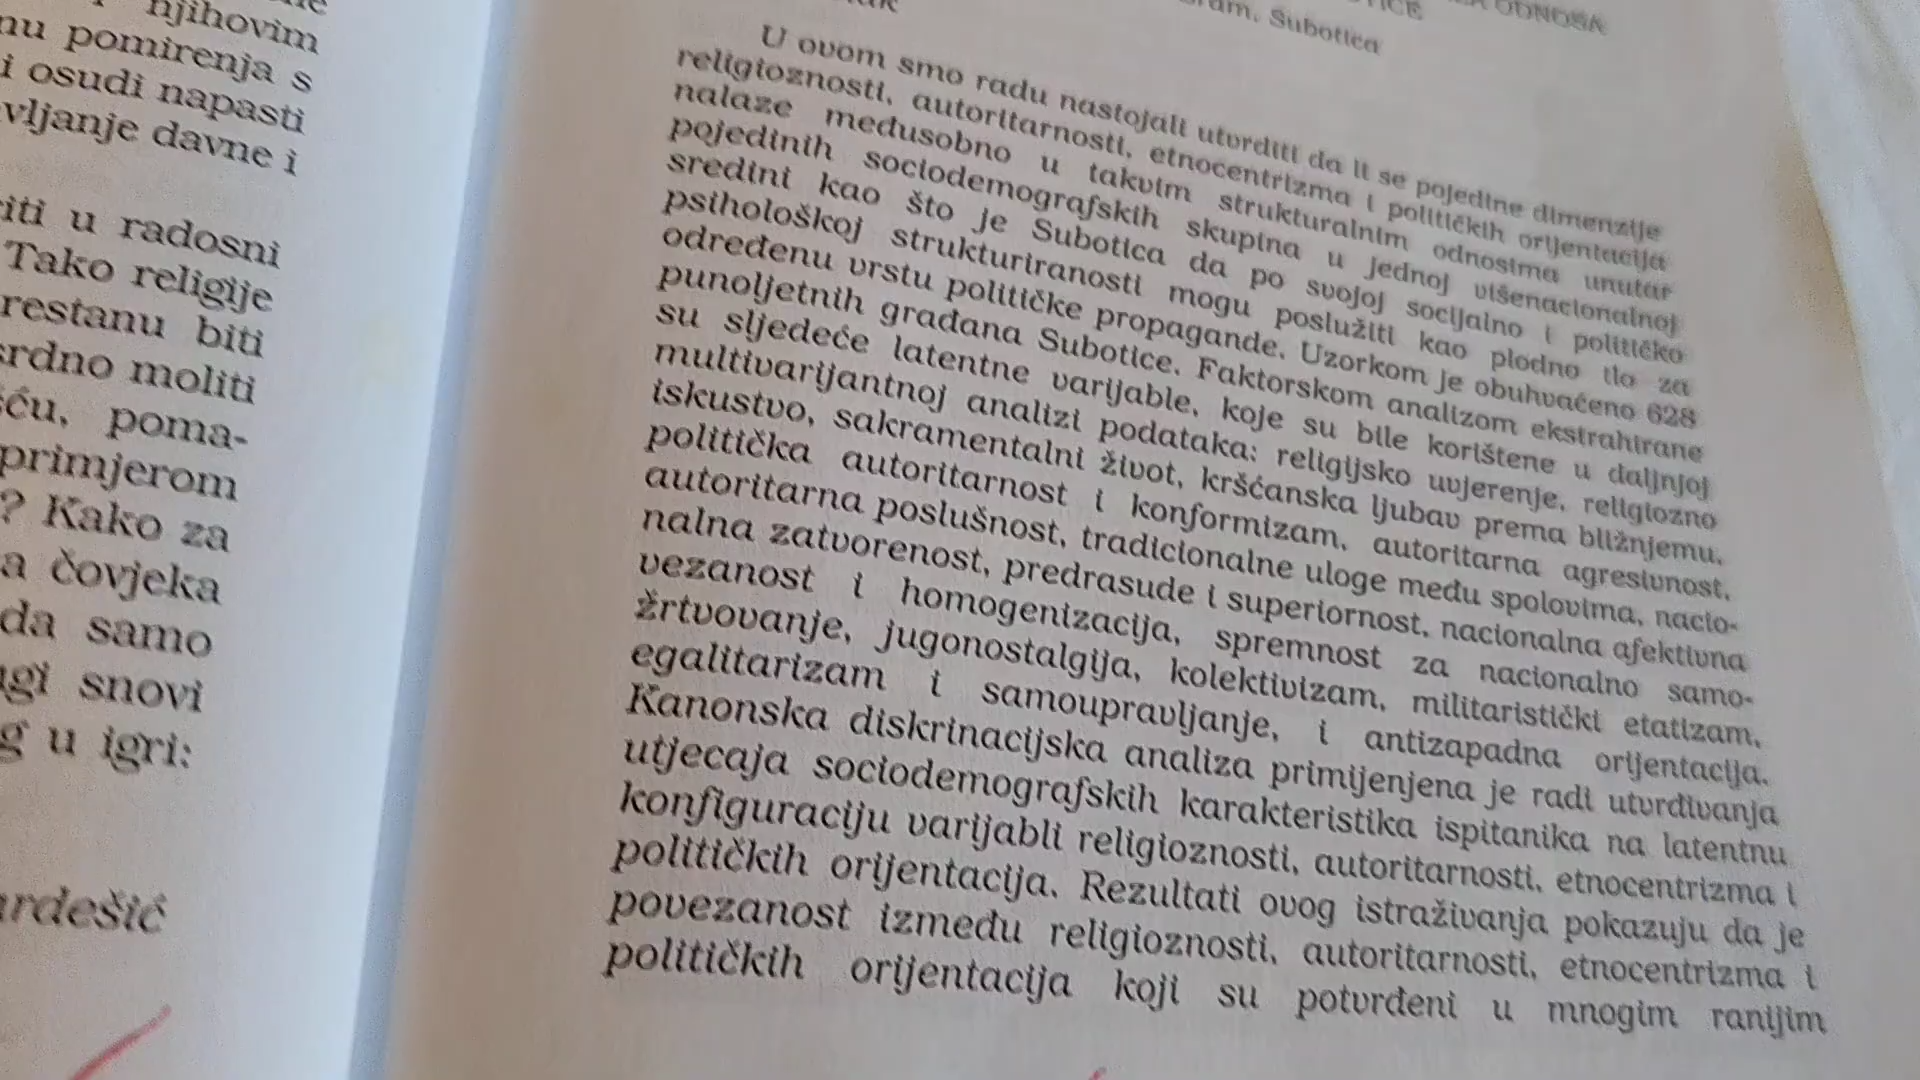 njihovim
nu pomirenja s
i osudi napasti
vljanje davne i
iti u radosni
Tako religije
restanu biti
srdno moliti
šću, poma-
primjerom
? Kako za
a čovjeka
da samo
gi snovi
g u igri:
ardešić
ODNOSA
Subotica
U ovom smo radu nastojali utvrditi da li se pojedine dimenzije
religioznosti, autoritarnosti, etnocentrizma i političkih orijentacija
nalaze međusobno u takvim strukturalnim odnosima unutar
pojedinih sociodemografskih skupina u jednoj višenacionalnoj
sredini kao što je Subotica da po svojoj socijalno i političko
psihološkoj strukturiranosti mogu poslužiti kao plodno tlo za
određenu vrstu političke propagande. Uzorkom je obuhvaćeno 628
punoljetnih građana Subotice. Faktorskom analizom ekstrahirane
su sljedeće latentne varijable, koje su bile korištene u daljnjoj
multivarijantnoj analizi podataka: religijsko uvjerenje, religiozno
iskustvo, sakramentalni život, kršćanska ljubav prema bližnjemu,
politička autoritarnost i konformizam, autoritarna agresivnost,
autoritarna poslušnost, tradicionalne uloge među spolovima, nacio-
nalna zatvorenost, predrasude i superiornost, nacionalna afektivna
vezanost i homogenizacija, spremnost za nacionalno samo-
žrtvovanje, jugonostalgija, kolektivizam, militaristički etatizam,
egalitarizam i samoupravljanje, i antizapadna orijentacija.
Kanonska diskrinacijska analiza primijenjena je radi utvrđivanja
utjecaja sociodemografskih karakteristika ispitanika na latentnu
konfiguraciju varijabli religioznosti, autoritarnosti, etnocentrizma i
političkih orijentacija. Rezultati ovog istraživanja pokazuju da je
povezanost između religioznosti, autoritarnosti, etnocentrizma i
političkih orijentacija koji su potvrđeni u mnogim ranijim